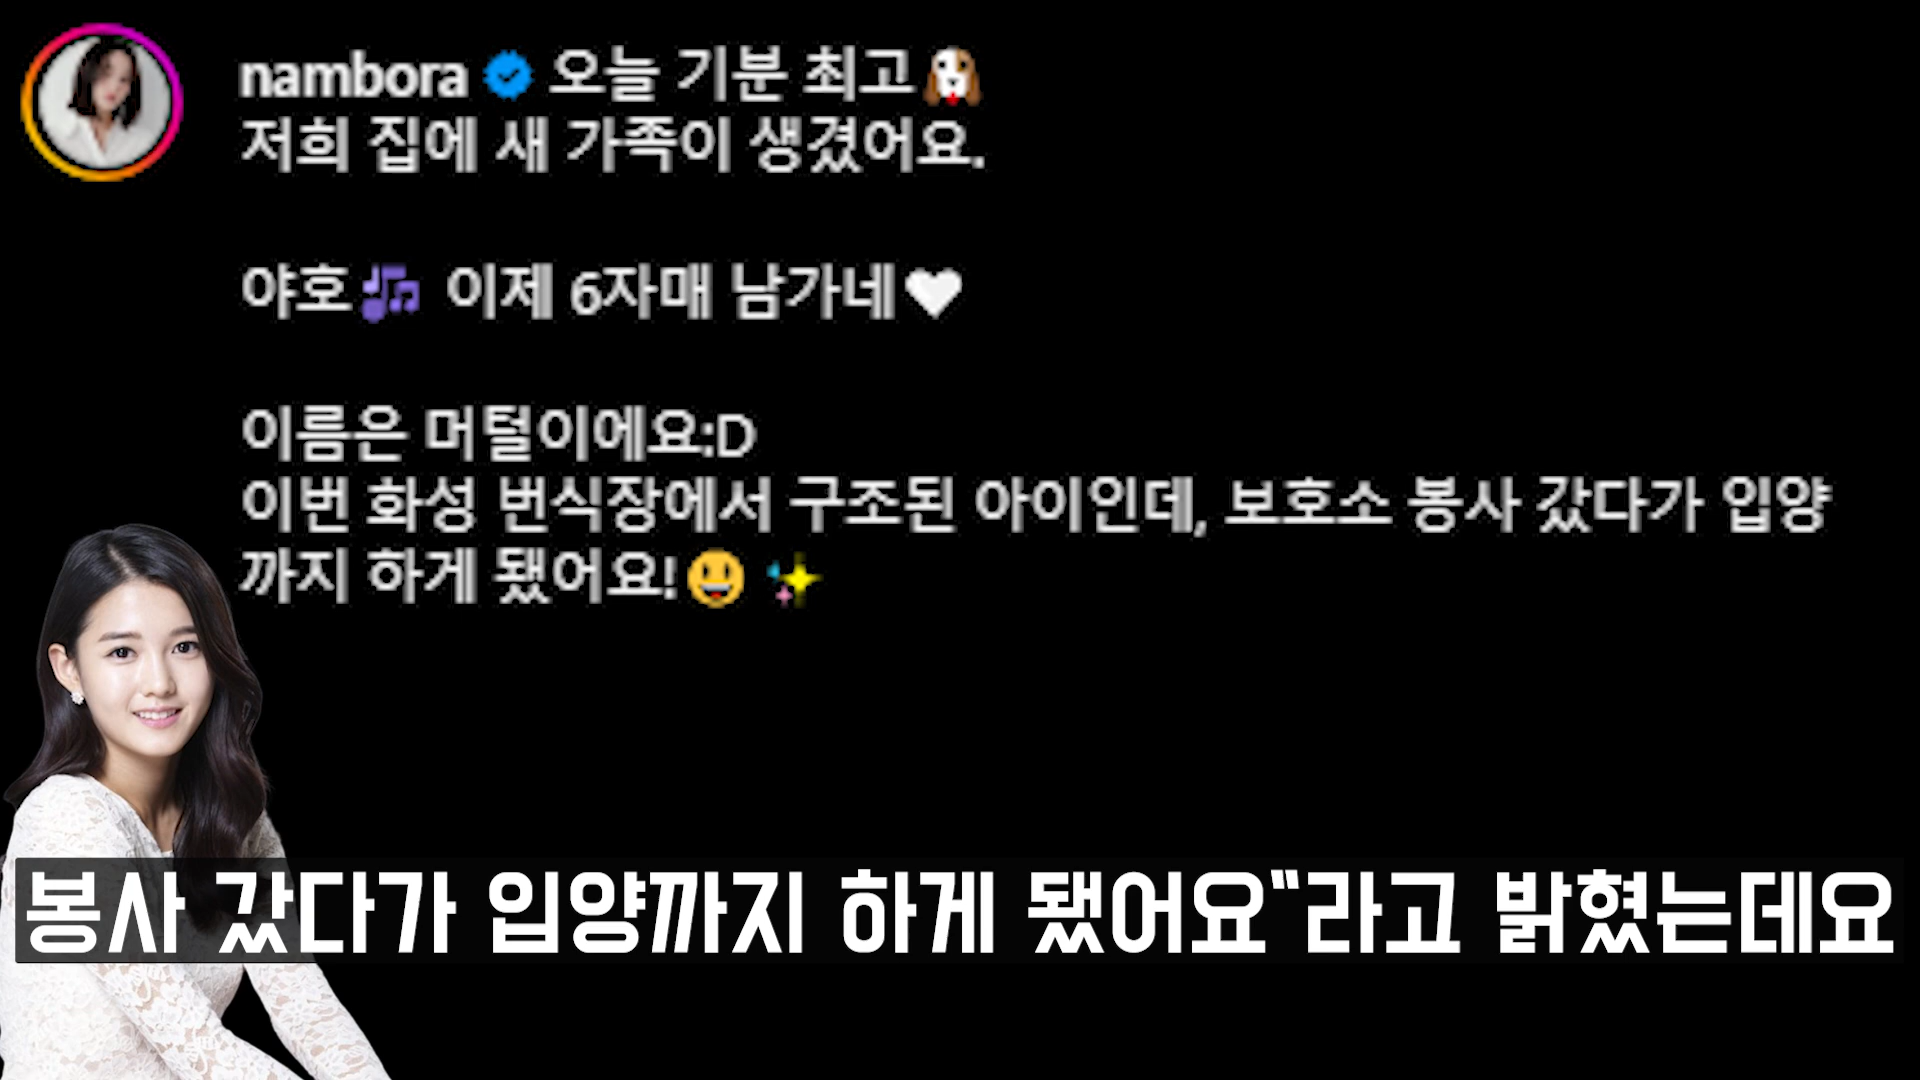 nambora 오늘 기분 최고🐶
저희 집에 새 가족이 생겼어요.
야호🎶 이제 6자매 남가네🤍
이름은 머털이에요:D
이번 화성 번식장에서 구조된 아이인데, 보호소 봉사 갔다가 입양
까지 하게 됐어요!😃 ✨
봉사 갔다가 입양까지 하게 됐어요"라고 밝혔는데요